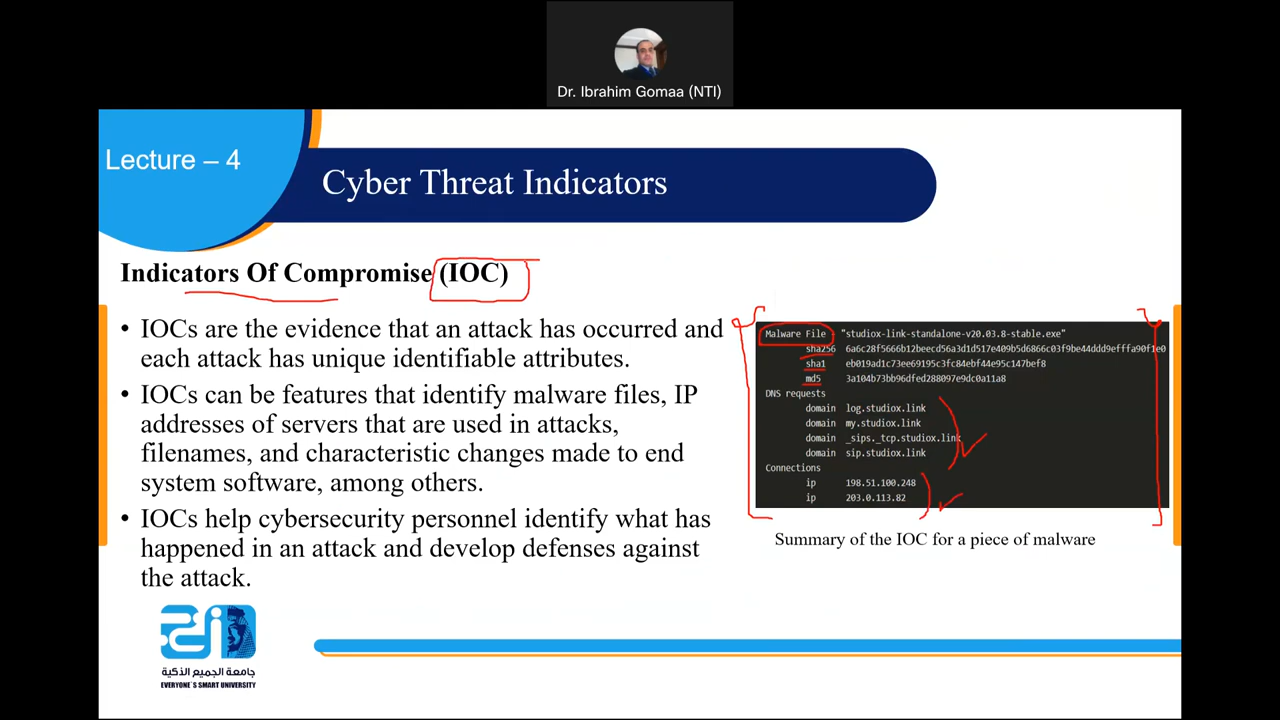 Dr. Ibrahim Gomaa (NTI)
Lecture – 4
Cyber Threat Indicators
Indicators Of Compromise (IOC)
• IOCs are the evidence that an attack has occurred and
each attack has unique identifiable attributes.
• IOCs can be features that identify malware files, IP
addresses of servers that are used in attacks,
filenames, and characteristic changes made to end
system software, among others.
• IOCs help cybersecurity personnel identify what has
happened in an attack and develop defenses against
the attack.
Malware File - "studiox-link-standalone-v20.03.8-stable.exe"
sha256 6a6c28f5666b12beecd56a3d1d517e409b5d6866c03f9be44ddd9efffa90f1e0
sha1 eb019ad1c73ee69195c3fc84ebf44e95c147bef8
md5 3a104b73bb96dfed288097e9dc0a11a8
DNS requests
domain log.studiox.link
domain my.studiox.link
domain _sips._tcp.studiox.link
domain sip.studiox.link
Connections
ip 198.51.100.248
ip 203.0.113.82
Summary of the IOC for a piece of malware
جامعة الجميع الذكية
EVERYONE`S SMART UNIVERSITY